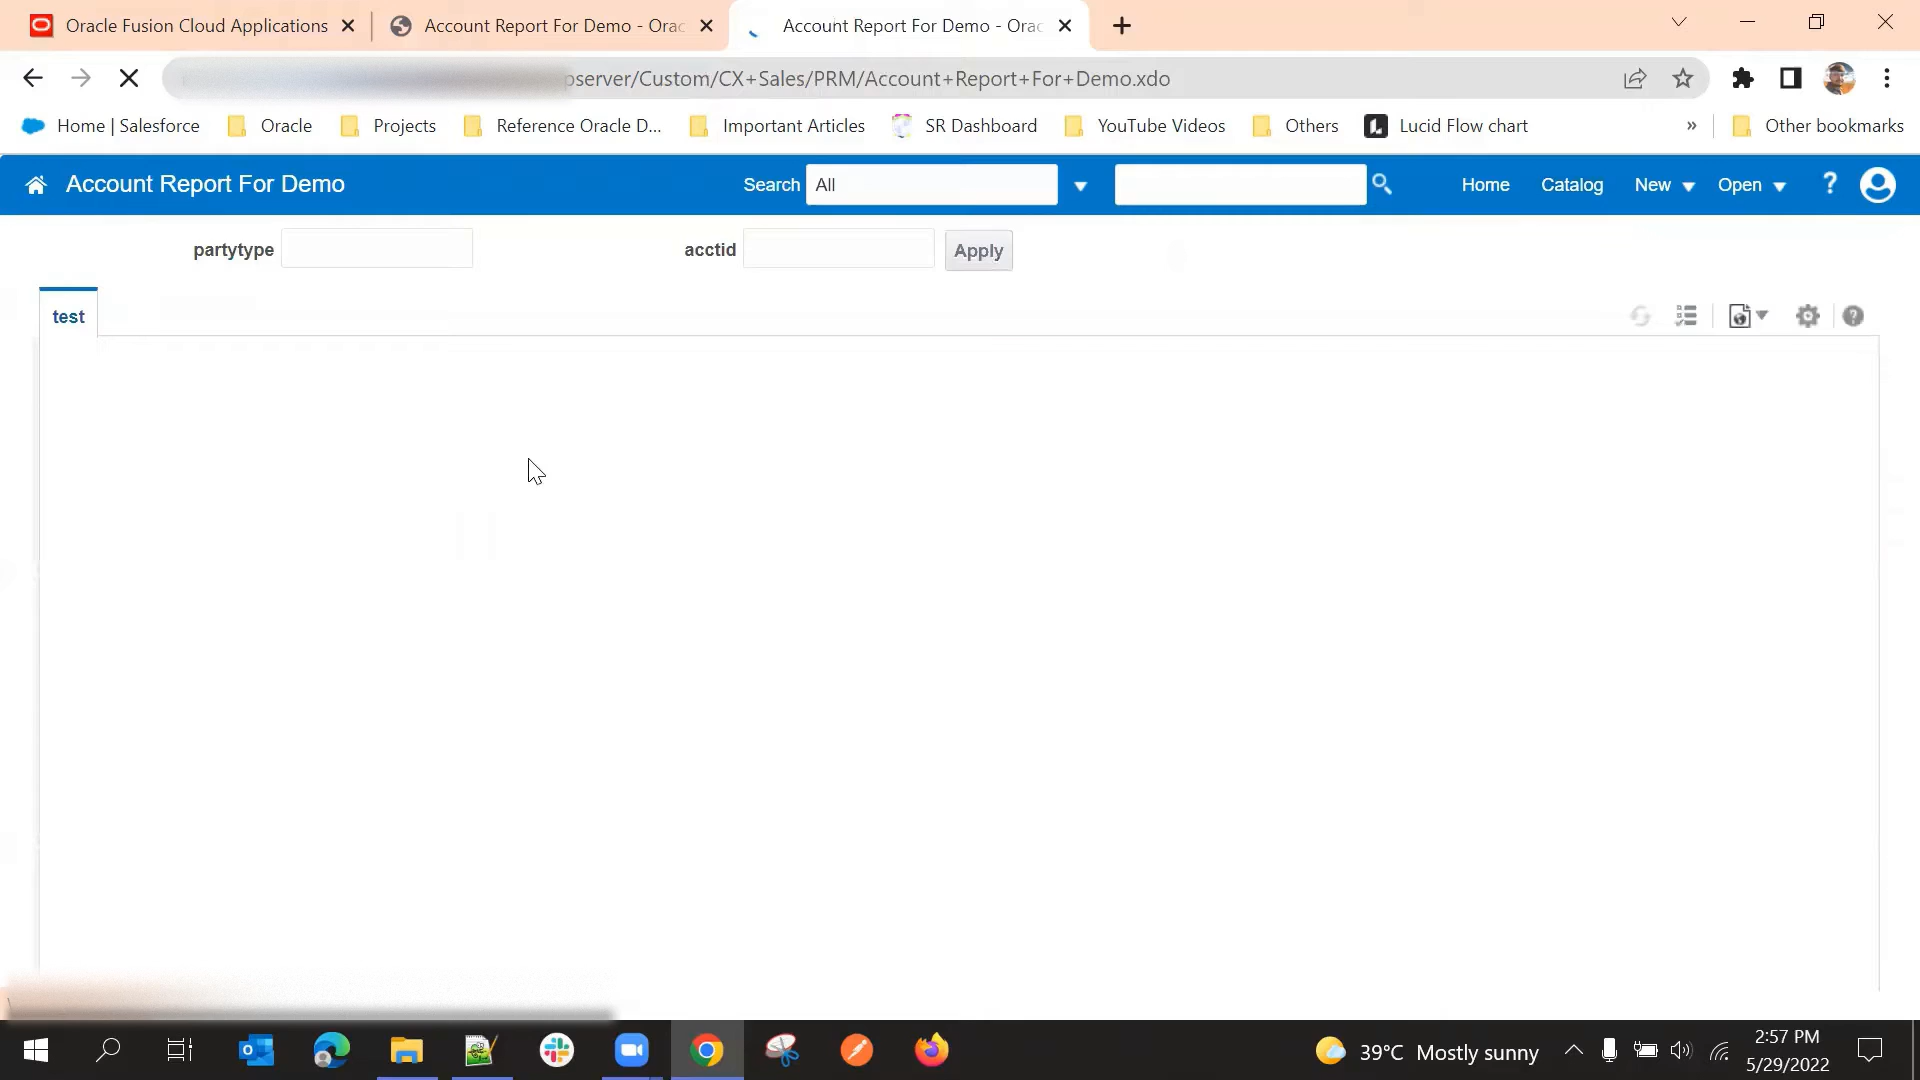 Oracle Fusion Cloud Applications
Account Report For Demo - Orac
Account Report For Demo - Orac
pserver/Custom/CX+Sales/PRM/Account+Report+For+Demo.xdo
Home | Salesforce
Oracle
Projects
Reference Oracle D...
Important Articles
SR Dashboard
YouTube Videos
Others
Lucid Flow chart
»
Other bookmarks
Account Report For Demo
Search
All
Home
Catalog
New
Open
?
partytype
acctid
Apply
test
39°C Mostly sunny
2:57 PM
5/29/2022